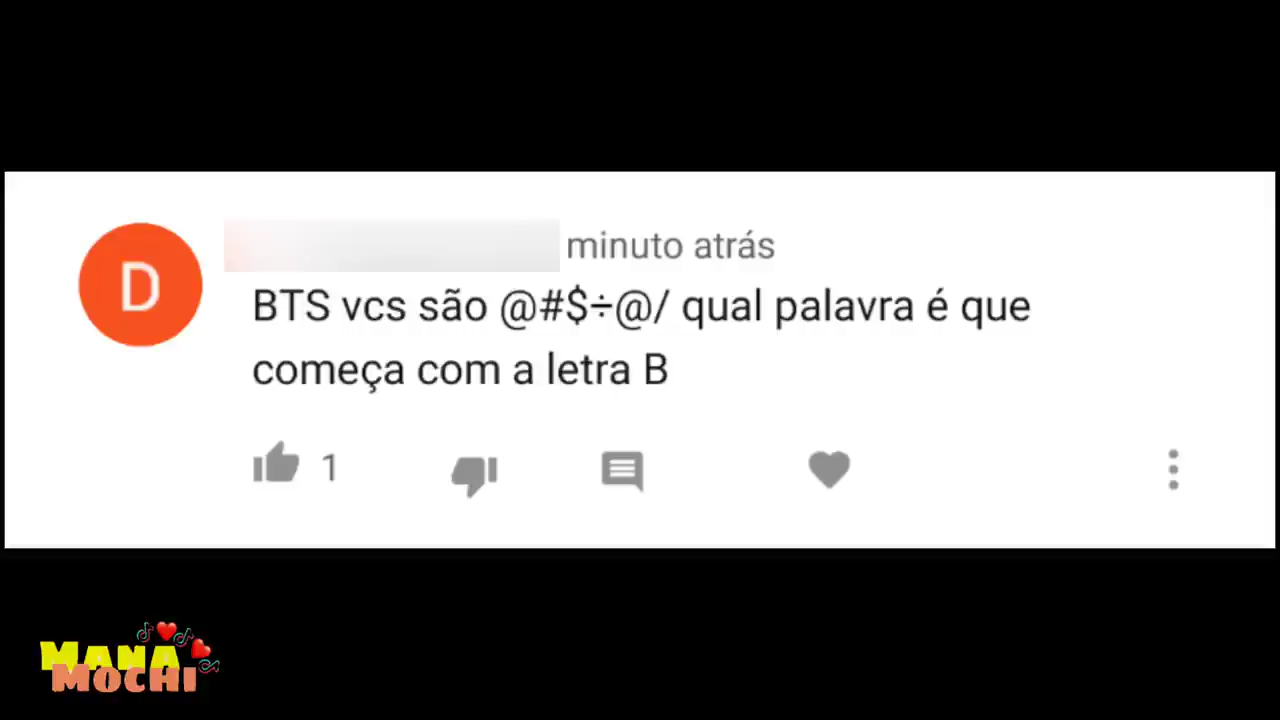 D
minuto atrás
BTS vcs são @#$÷@/ qual palavra é que
começa com a letra B
1
MANA
MOCHI